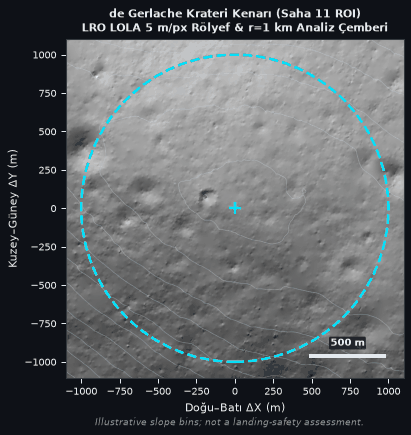 de Gerlache Krateri Kenarı (Saha 11 ROI)
LRO LOLA 5 m/px Rölyef & r=1 km Analiz Çemberi
Kuzey–Güney ΔY (m)
1000
750
500
250
0
−250
−500
−750
−1000
500 m
−1000 −750 −500 −250 0 250 500 750 1000
Doğu–Batı ΔX (m)
Illustrative slope bins; not a landing-safety assessment.